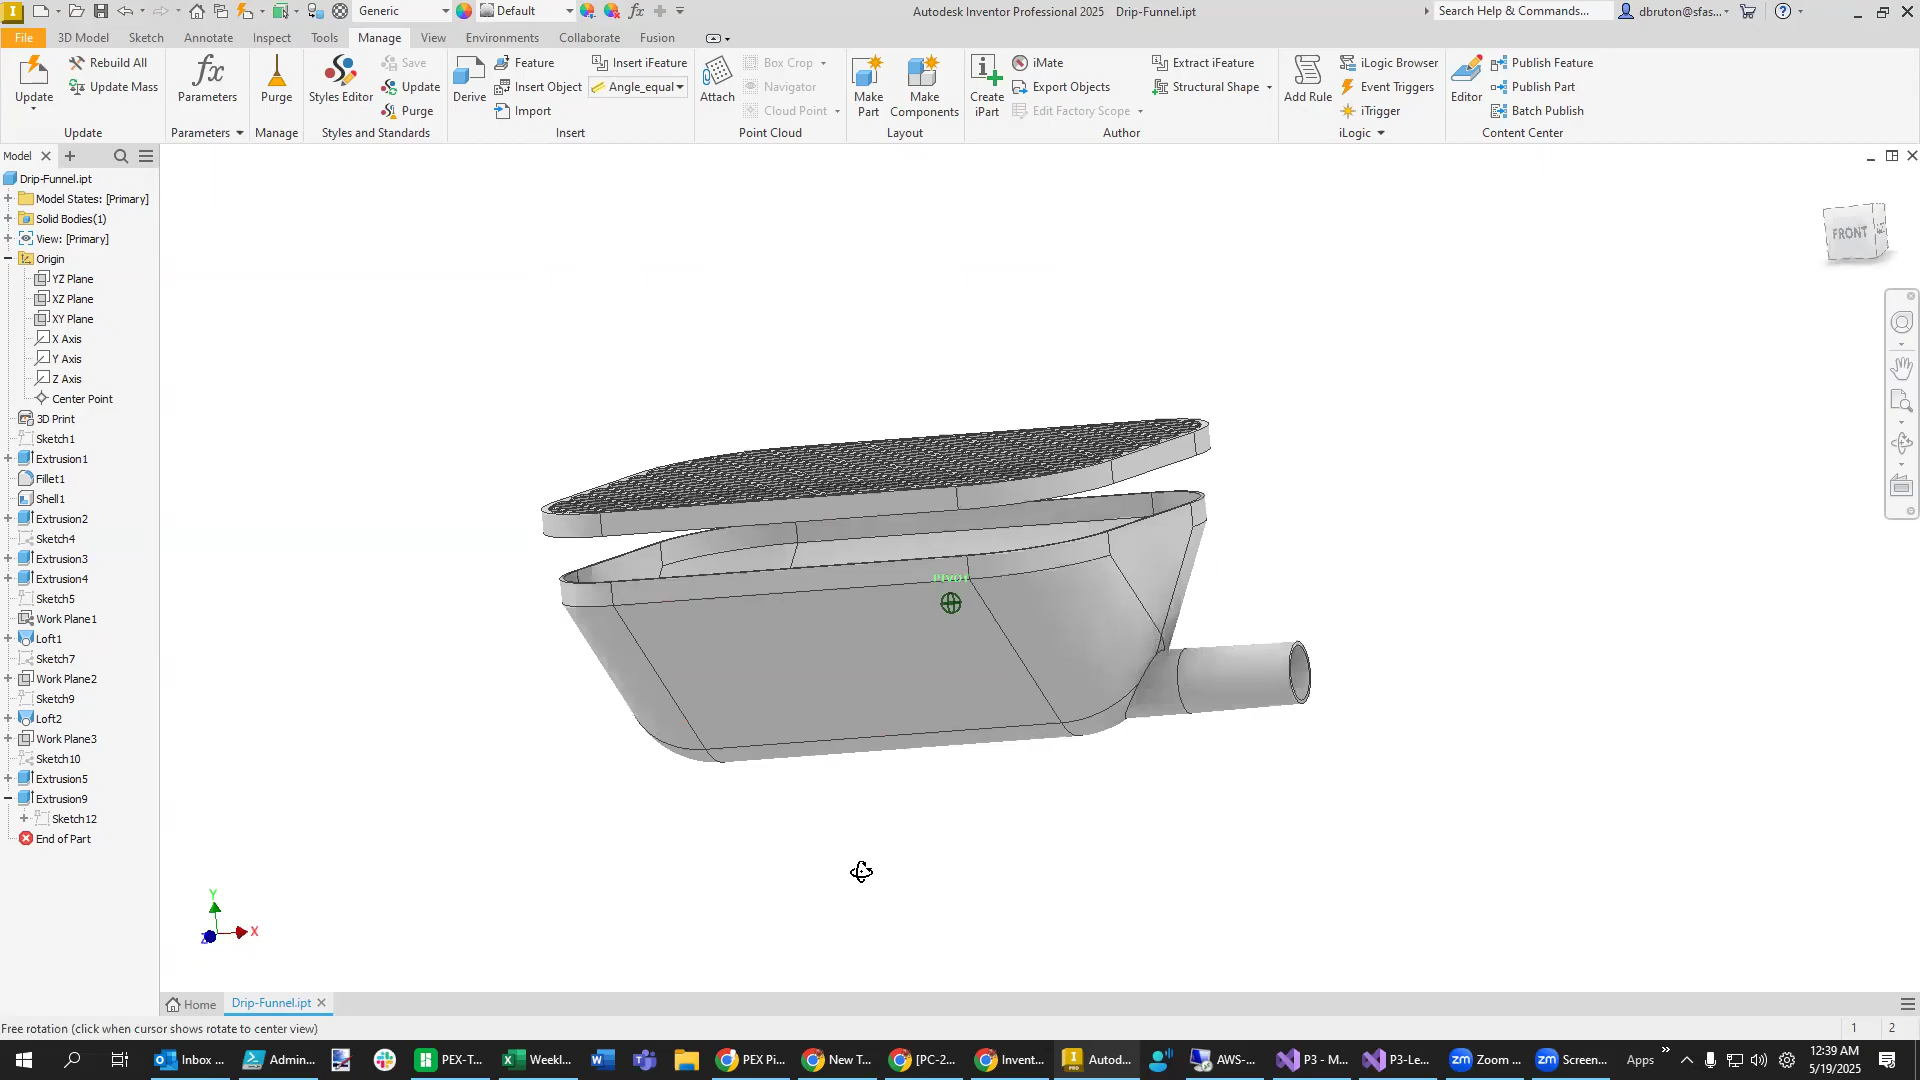 Generic
Default
Autodesk Inventor Professional 2025 Drip-Funnel.ipt
Search Help & Commands...
dbruton@sfas...
File
3D Model
Sketch
Annotate
Inspect
Tools
Manage
View
Environments
Collaborate
Fusion
Update
Rebuild All
Update Mass
Update
fx
Parameters
Parameters
Purge
Manage
Styles Editor
Save
Update
Purge
Styles and Standards
Derive
Feature
Insert Object
Import
Insert iFeature
Angle_equal
Insert
Attach
Box Crop
Navigator
Cloud Point
Point Cloud
Make
Part
Make
Components
Layout
Create
iPart
iMate
Export Objects
Edit Factory Scope
Extract iFeature
Structural Shape
Author
Add Rule
iLogic Browser
Event Triggers
iTrigger
iLogic
Editor
Publish Feature
Publish Part
Batch Publish
Content Center
Model
Drip-Funnel.ipt
Model States: [Primary]
Solid Bodies(1)
View: [Primary]
Origin
YZ Plane
XZ Plane
XY Plane
X Axis
Y Axis
Z Axis
Center Point
3D Print
Sketch1
Extrusion1
Fillet1
Shell1
Extrusion2
Sketch4
Extrusion3
Extrusion4
Sketch5
Work Plane1
Loft1
Sketch7
Work Plane2
Sketch9
Loft2
Work Plane3
Sketch10
Extrusion5
Extrusion9
Sketch12
End of Part
FRONT
PIVOT
Y
X
Z
Home
Drip-Funnel.ipt
Free rotation (click when cursor shows rotate to center view)
1
2
Inbox ...
Admin...
PEX-T...
Weekl...
PEX Pi...
New T...
[PC-2...
Invent...
Autod...
AWS-...
P3 - M...
P3-Le...
Zoom ...
Screen...
Apps
12:39 AM
5/19/2025